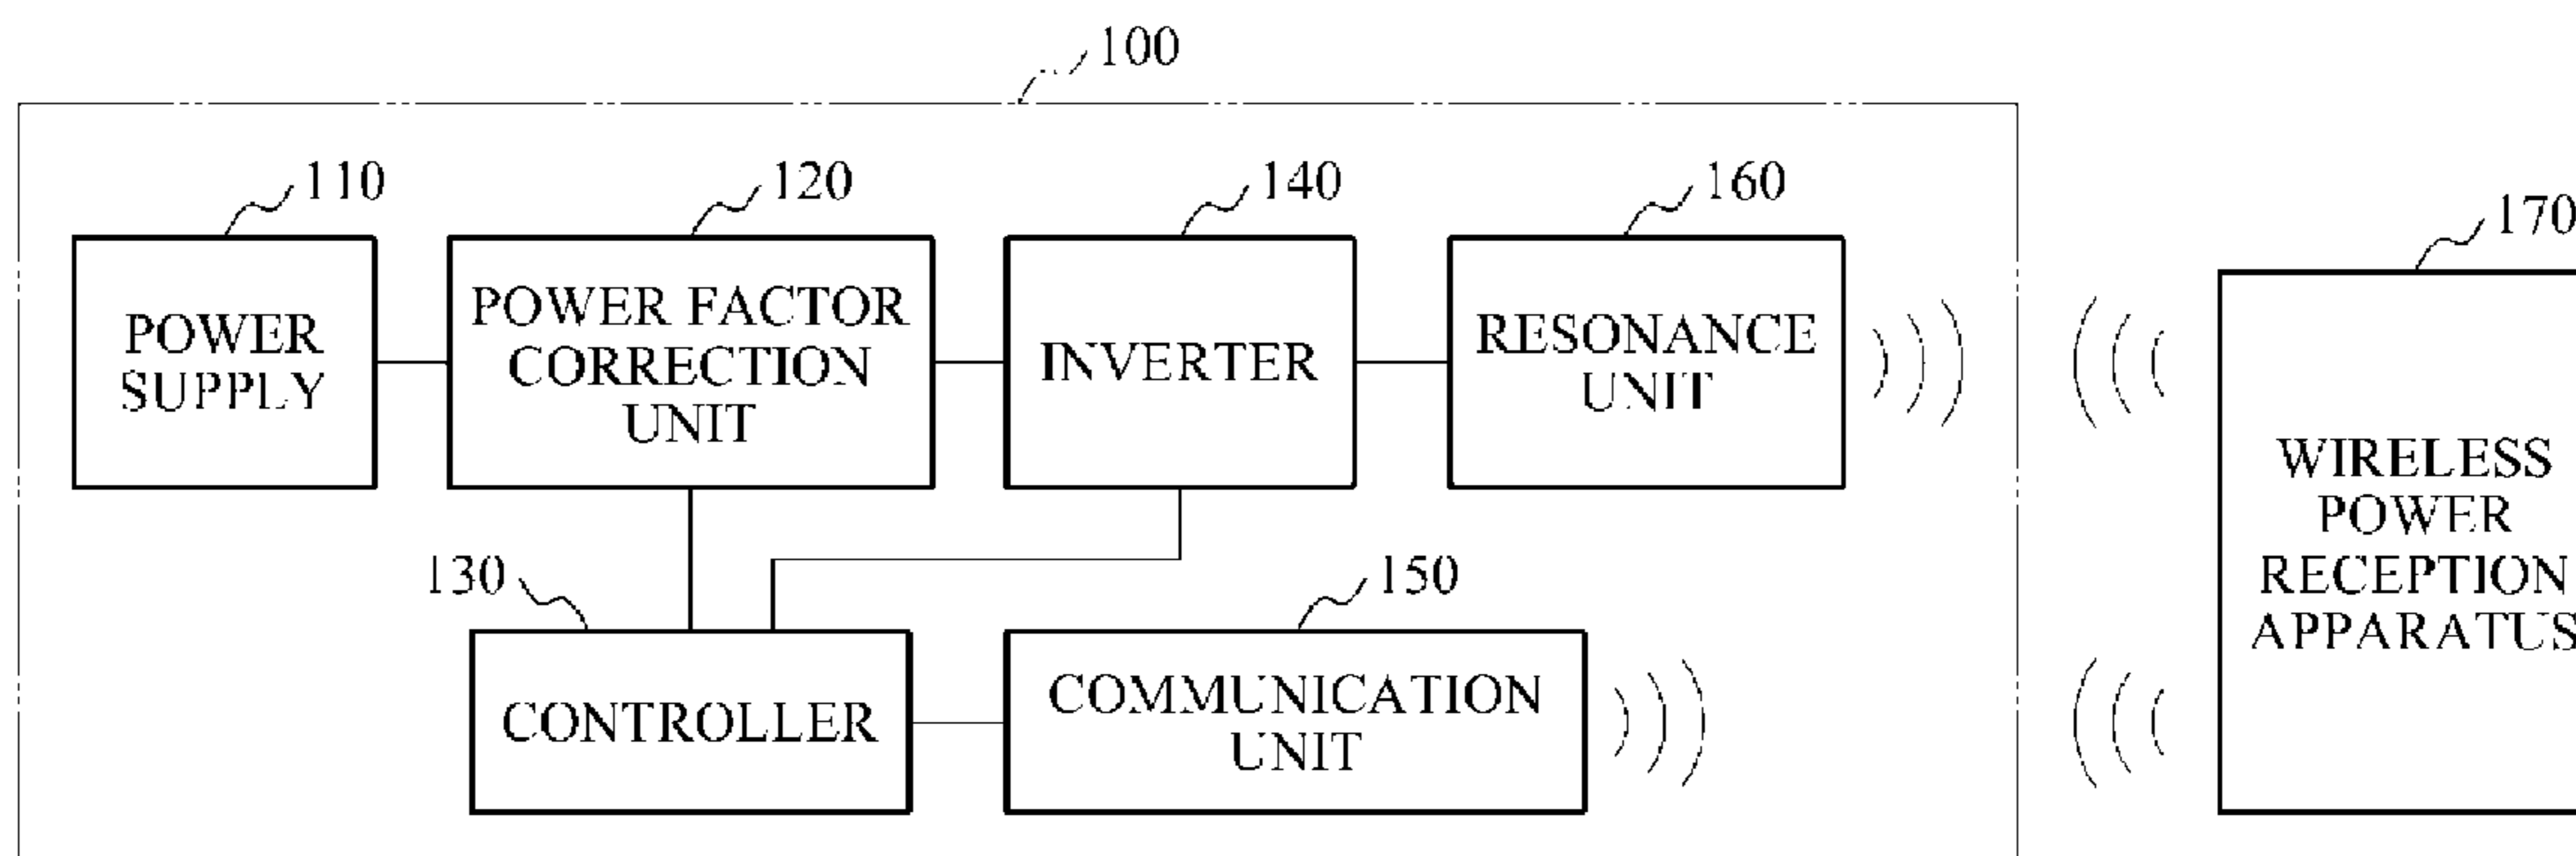 100
110
120
140
160
170
POWER
SUPPLY
POWER FACTOR
CORRECTION
UNIT
INVERTER
RESONANCE
UNIT
WIRELESS
POWER
RECEPTION
APPARATUS
130
150
CONTROLLER
COMMUNICATION
UNIT